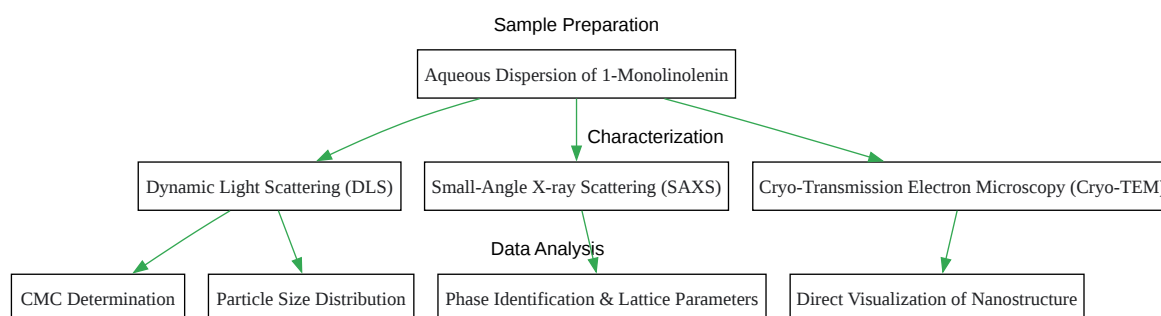 Sample Preparation
Aqueous Dispersion of 1-Monolinolenin
Characterization
Dynamic Light Scattering (DLS)
Small-Angle X-ray Scattering (SAXS)
Cryo-Transmission Electron Microscopy (Cryo-TEM)
Data Analysis
CMC Determination
Particle Size Distribution
Phase Identification & Lattice Parameters
Direct Visualization of Nanostructure